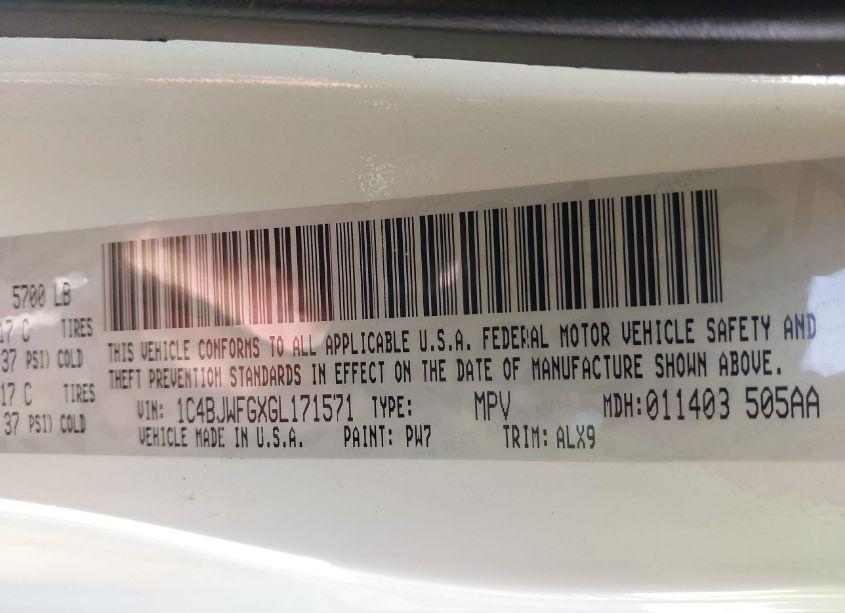 5700 LB
17 C TIRES
37 PSI) COLD
17 C TIRES
37 PSI) COLD
THIS VEHICLE CONFORMS TO ALL APPLICABLE U.S.A. FEDERAL MOTOR VEHICLE SAFETY AND
THEFT PREVENTION STANDARDS IN EFFECT ON THE DATE OF MANUFACTURE SHOWN ABOVE.
VIN: 1C4BJWFGXGL171571 TYPE: MPV MDH:011403 505AA
VEHICLE MADE IN U.S.A. PAINT: PW7 TRIM: ALX9